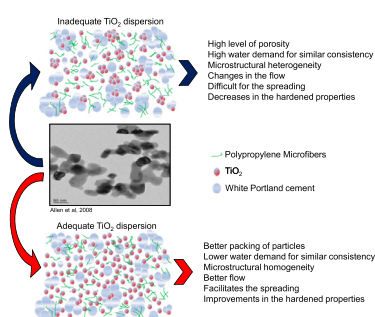 Inadequate TiO2 dispersion
High level of porosity
High water demand for similar consistency
Microstructural heterogeneity
Changes in the flow
Difficult for the spreading
Decreases in the hardened properties
Polypropylene Microfibers
TiO2
White Portland cement
50 nm
Allen et al, 2008
Adequate TiO2 dispersion
Better packing of particles
Lower water demand for similar consistency
Microstructural homogeneity
Better flow
Facilitates the spreading
Improvements in the hardened properties